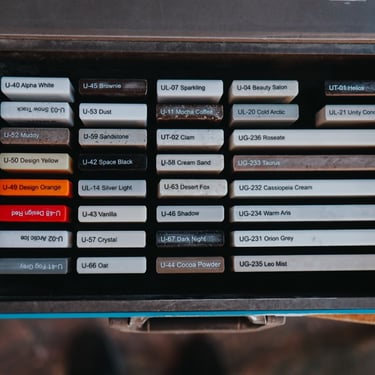 U-40 Alpha White
U-03 Snow Track
U-52 Muddy
U-50 Design Yellow
U-49 Design Orange
U-48 Design Red
U-02 Arctic Ice
U-41 Fog Grey
U-45 Brownie
U-53 Dust
U-59 Sandstone
U-42 Space Black
UL-14 Silver Light
U-43 Vanilla
U-57 Crystal
U-66 Oar
UL-07 Sparkling
U-11 Mocha Coffee
UT-02 Clam
U-58 Cream Sand
U-63 Desert Fox
U-46 Shadow
U-67 Dark Night
U-44 Cocoa Powder
U-04 Beauty Salon
UL-20 Cold Arctic
UG-236 Roseate
UG-233 Taurus
UG-232 Cassiopeia Cream
UG-234 Warm Aris
UG-231 Orion Grey
UG-235 Leo Mist
UT-01 Helice
UL-21 Unity Conc